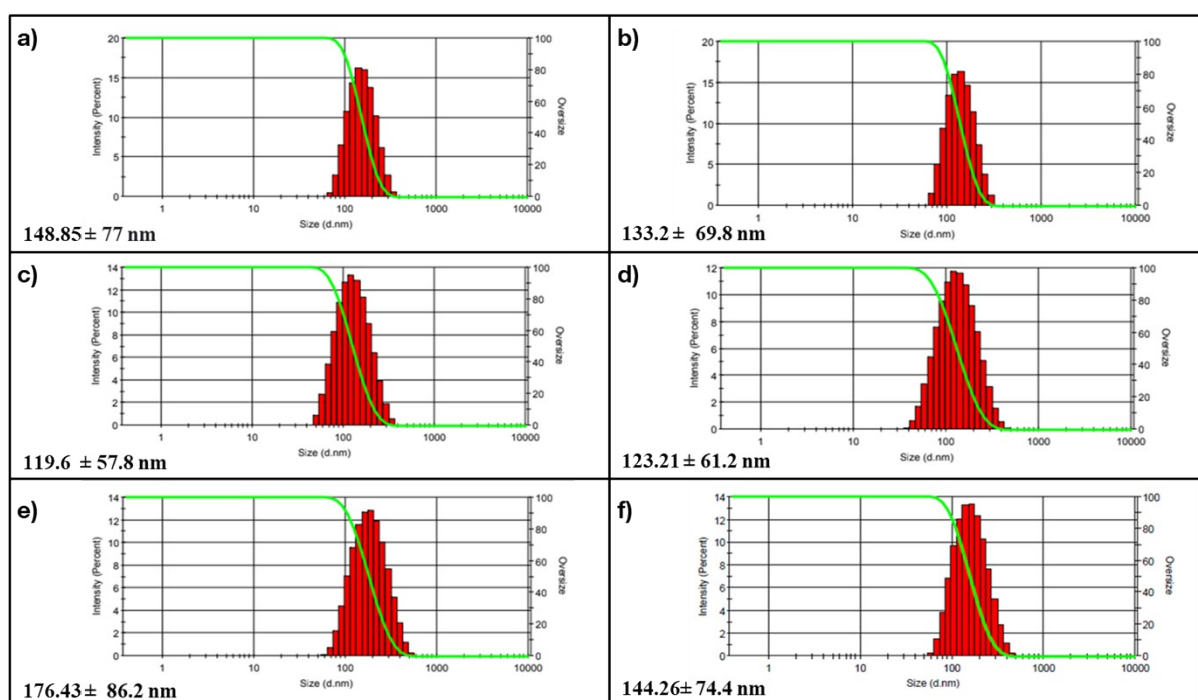 a)
20
15
10
5
0
Intensity (Percent)
100
80
60
40
20
0
Oversize
1 10 100 1000 10000
Size (d.nm)
148.85 ± 77 nm
b)
20
15
10
5
0
Intensity (Percent)
100
80
60
40
20
0
Oversize
1 10 100 1000 10000
Size (d.nm)
133.2 ± 69.8 nm
c)
14
12
10
8
6
4
2
0
Intensity (Percent)
100
80
60
40
20
0
Oversize
1 10 100 1000 10000
Size (d.nm)
119.6 ± 57.8 nm
d)
12
10
8
6
4
2
0
Intensity (Percent)
100
80
60
40
20
0
Oversize
1 10 100 1000 10000
Size (d.nm)
123.21 ± 61.2 nm
e)
14
12
10
8
6
4
2
0
Intensity (Percent)
100
80
60
40
20
0
Oversize
1 10 100 1000 10000
Size (d.nm)
176.43 ± 86.2 nm
f)
14
12
10
8
6
4
2
0
Intensity (Percent)
100
80
60
40
20
0
Oversize
1 10 100 1000 10000
Size (d.nm)
144.26 ± 74.4 nm